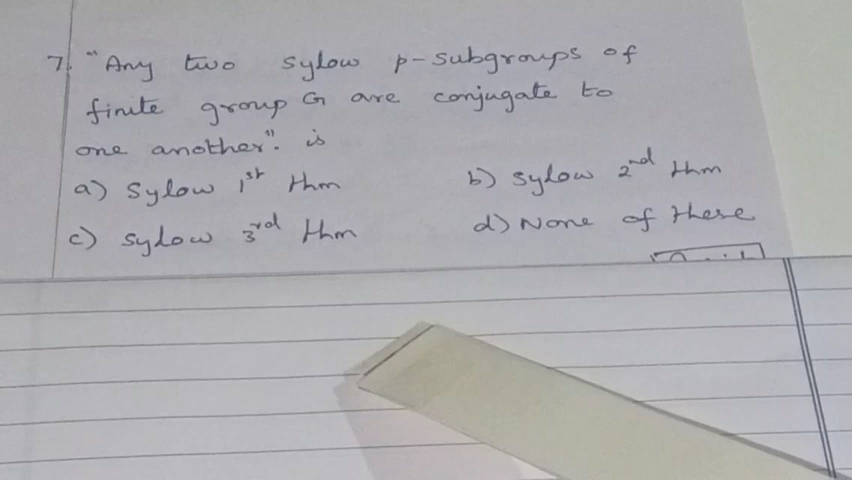 7. "Any two sylow p-subgroups of
finite group G are conjugate to
one another". is
a) Sylow 1st thm b) sylow 2nd thm
c) sylow 3rd thm d) None of these